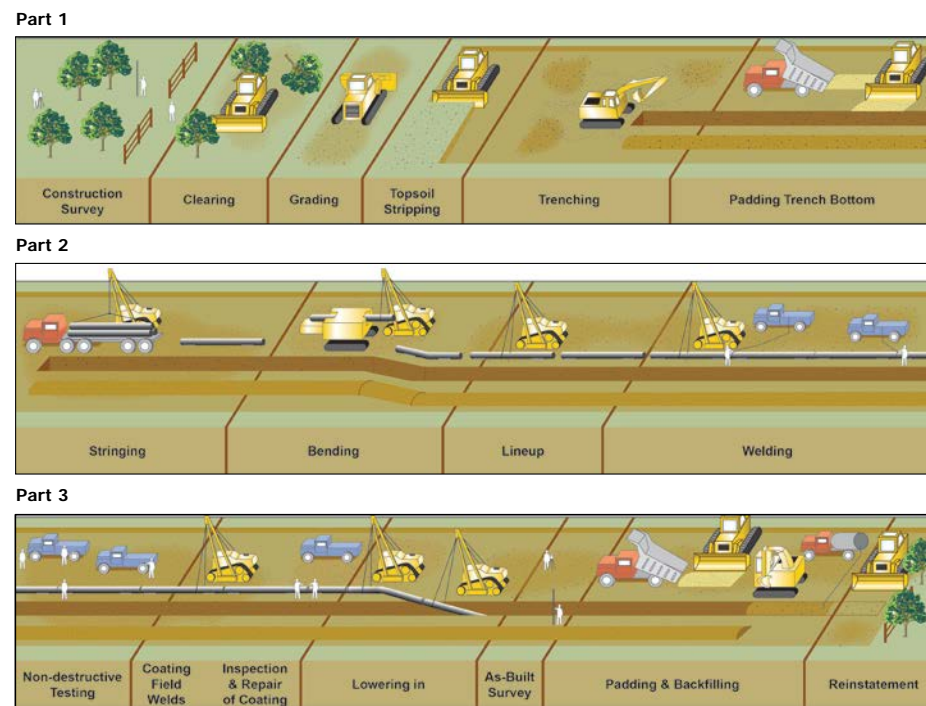 Part 1
Construction
Survey
Clearing
Grading
Topsoil
Stripping
Trenching
Padding Trench Bottom
Part 2
Stringing
Bending
Lineup
Welding
Part 3
Non-destructive
Testing
Coating
Field
Welds
Inspection
& Repair
of Coating
Lowering in
As-Built
Survey
Padding & Backfilling
Reinstatement